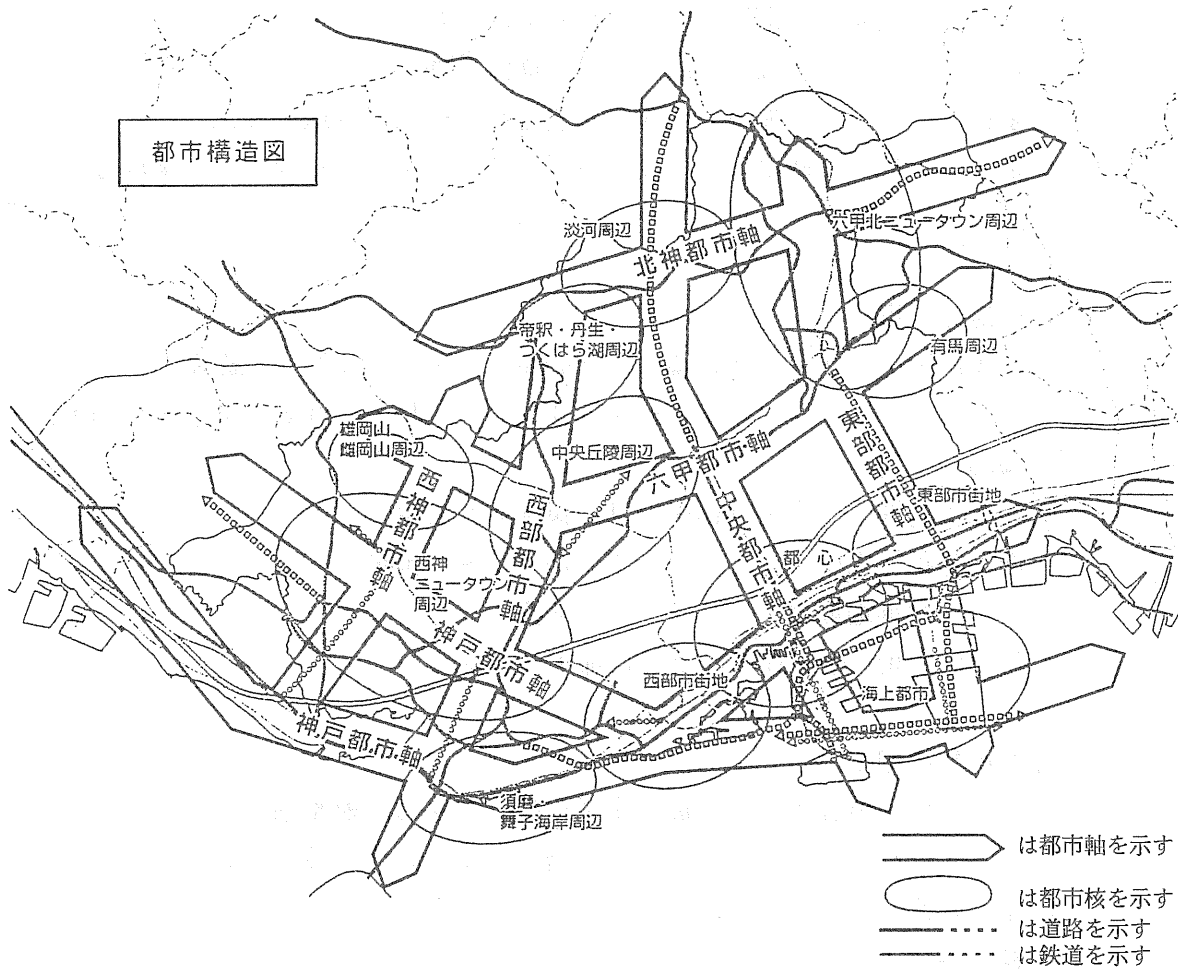 都市構造図
淡河周辺
北神都市軸
六甲北ニュータウン周辺
帝釈・丹生・
つくはら湖周辺
有馬周辺
雄岡山
雌岡山周辺
中央丘陵周辺
六甲都市軸
東部都市軸
東部市街地
西神都市軸
西部都市軸
中央都市軸
都心
西神
ニュータウン
周辺
神戸都市軸
西部市街地
海上都市
神戸都市軸
須磨・
舞子海岸周辺
は都市軸を示す
は都市核を示す
は道路を示す
は鉄道を示す